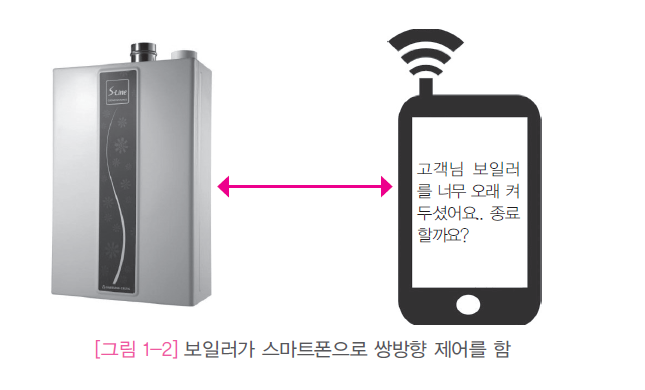 S.Line
고객님 보일러
를 너무 오래 켜
두셨어요.. 종료
할까요?
[그림 1-2] 보일러가 스마트폰으로 쌍방향 제어를 함